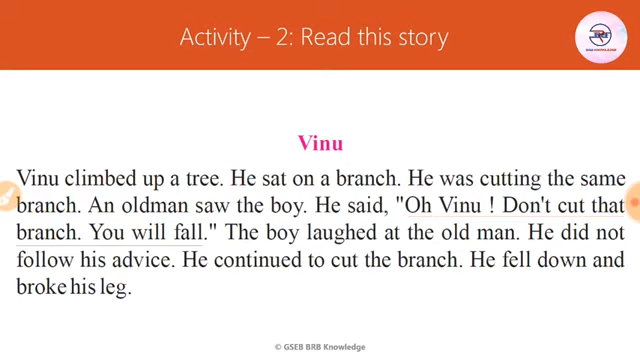 Activity – 2: Read this story
Vinu
Vinu climbed up a tree. He sat on a branch. He was cutting the same
branch. An oldman saw the boy. He said, "Oh Vinu ! Don't cut that
branch. You will fall." The boy laughed at the old man. He did not
follow his advice. He continued to cut the branch. He fell down and
broke his leg.
© GSEB BRB Knowledge